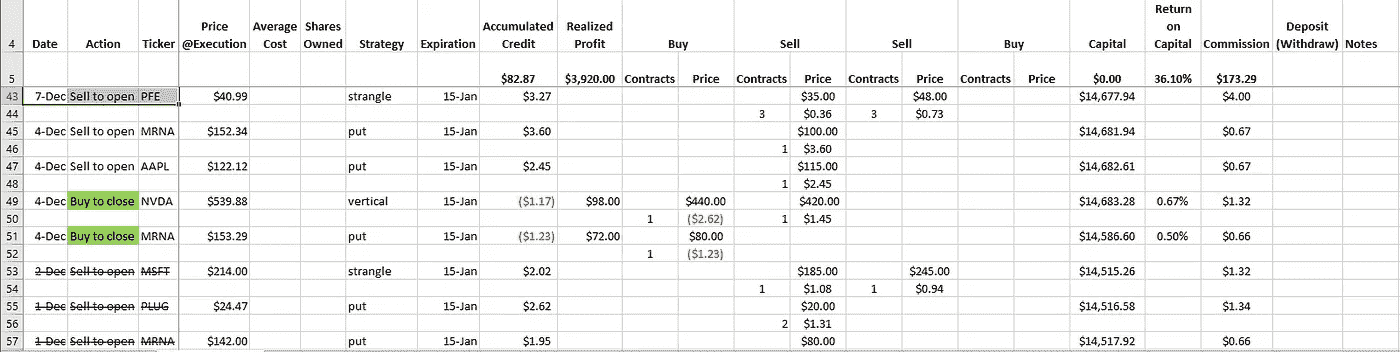 4 Date Action Ticker Price @Execution Average Cost Shares Owned Strategy Expiration Accumulated Credit Realized Profit Buy Sell Sell Buy Capital Return on Capital Commission Deposit (Withdraw) Notes
5 $82.87 $3,920.00 Contracts Price Contracts Price Contracts Price Contracts Price $0.00 36.10% $173.29
43 7-Dec Sell to open PFE $40.99 strangle 15-Jan $3.27 $35.00 $48.00 $14,677.94 $4.00
44 3 $0.36 3 $0.73
45 4-Dec Sell to open MRNA $152.34 put 15-Jan $3.60 $100.00 $14,681.94 $0.67
46 1 $3.60
47 4-Dec Sell to open AAPL $122.12 put 15-Jan $2.45 $115.00 $14,682.61 $0.67
48 1 $2.45
49 4-Dec Buy to close NVDA $539.88 vertical 15-Jan ($1.17) $98.00 $440.00 $420.00 $14,683.28 0.67% $1.32
50 1 ($2.62) 1 $1.45
51 4-Dec Buy to close MRNA $153.29 put 15-Jan ($1.23) $72.00 $80.00 $14,586.60 0.50% $0.66
52 1 ($1.23)
53 2-Dec Sell to open MSFT $214.00 strangle 15-Jan $2.02 $185.00 $245.00 $14,515.26 $1.32
54 1 $1.08 1 $0.94
55 1-Dec Sell to open PLUG $24.47 put 15-Jan $2.62 $20.00 $14,516.58 $1.34
56 2 $1.31
57 1-Dec Sell to open MRNA $142.00 put 15-Jan $1.95 $80.00 $14,517.92 $0.66